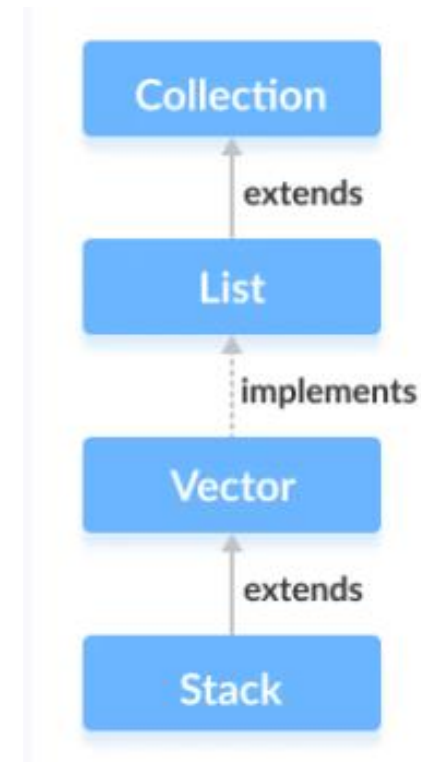 Collection
extends
List
implements
Vector
extends
Stack